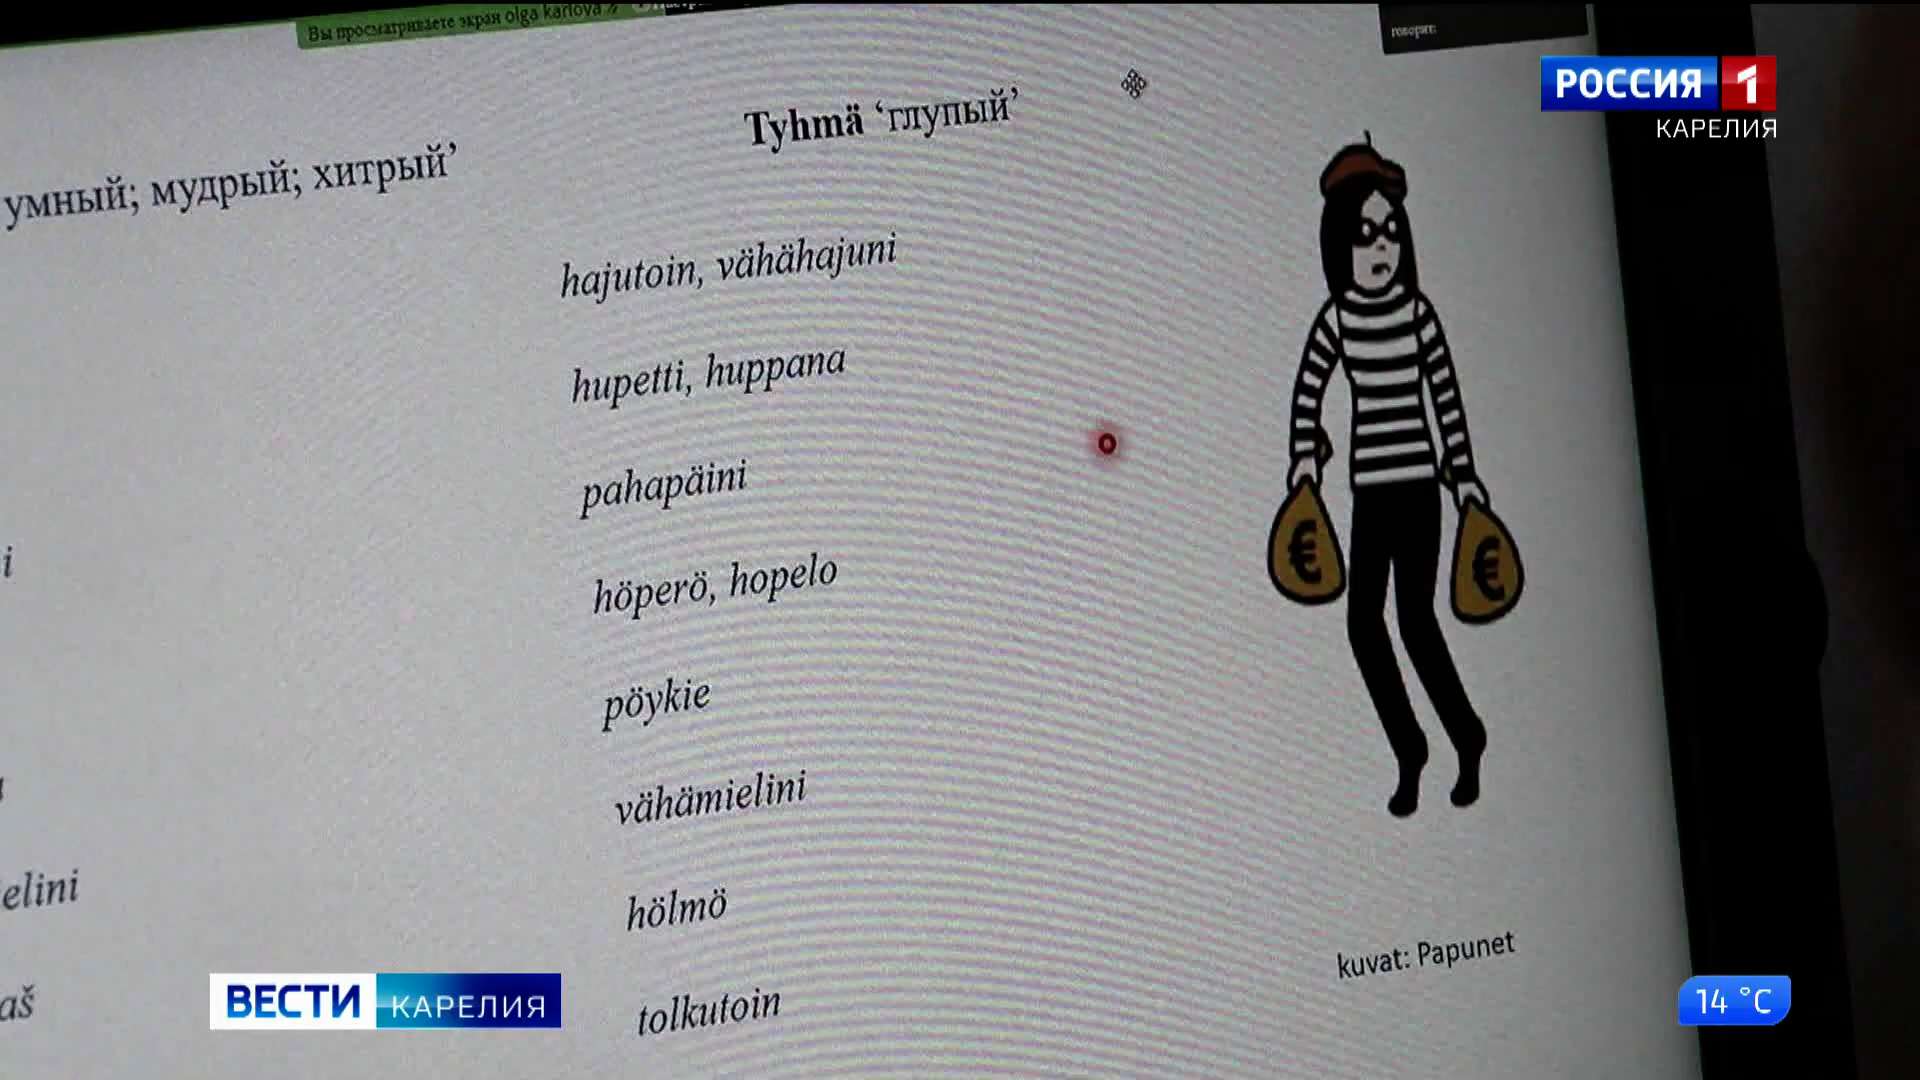 Вы просматриваете экран olga karlova
говорит:
РОССИЯ 1
КАРЕЛИЯ
Tyhmä ‘глупый’
умный; мудрый; хитрый’
hajutoin, vähähajuni
hupetti, huppana
pahapäini
höperö, hopelo
pöykie
vähämielini
elini
hölmö
aš
tolkutoin
€ €
kuvat: Papunet
ВЕСТИ КАРЕЛИЯ
14 °C